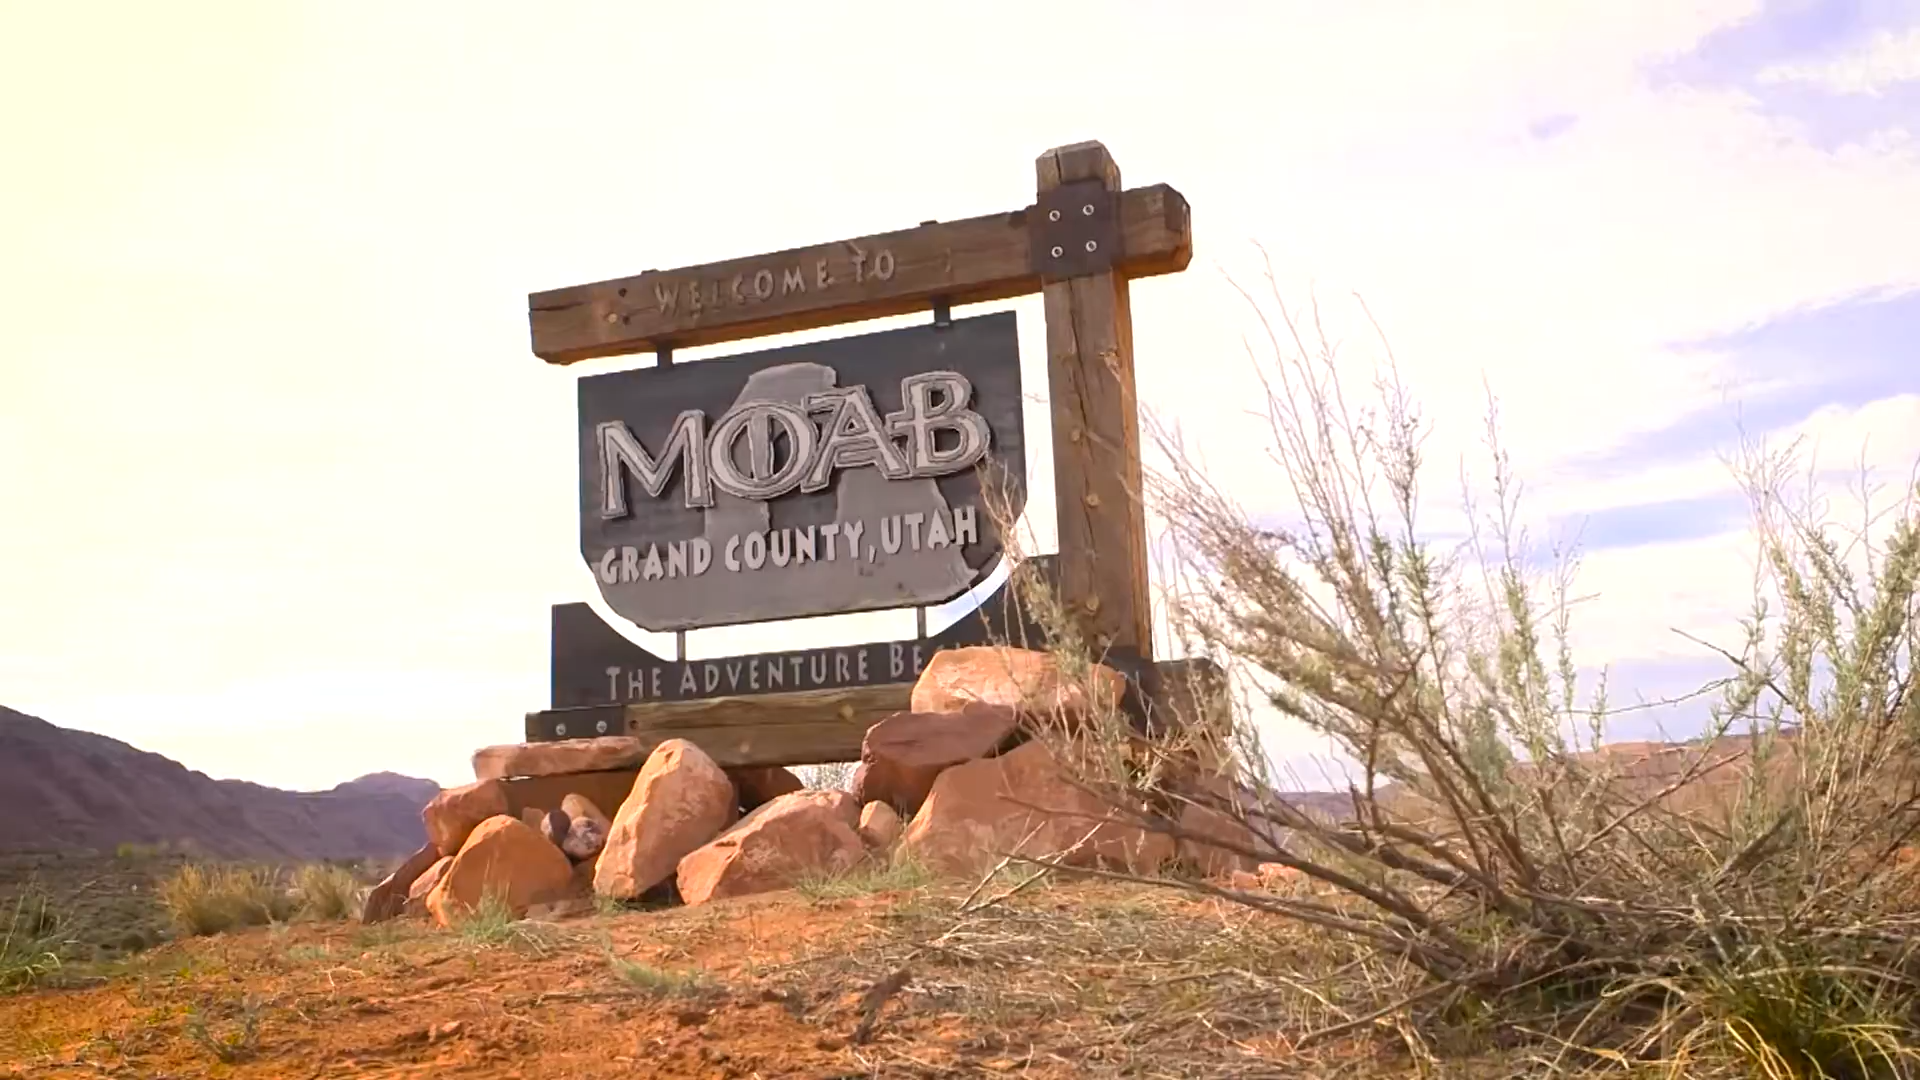 WELCOME TO
MOAB
GRAND COUNTY, UTAH
THE ADVENTURE